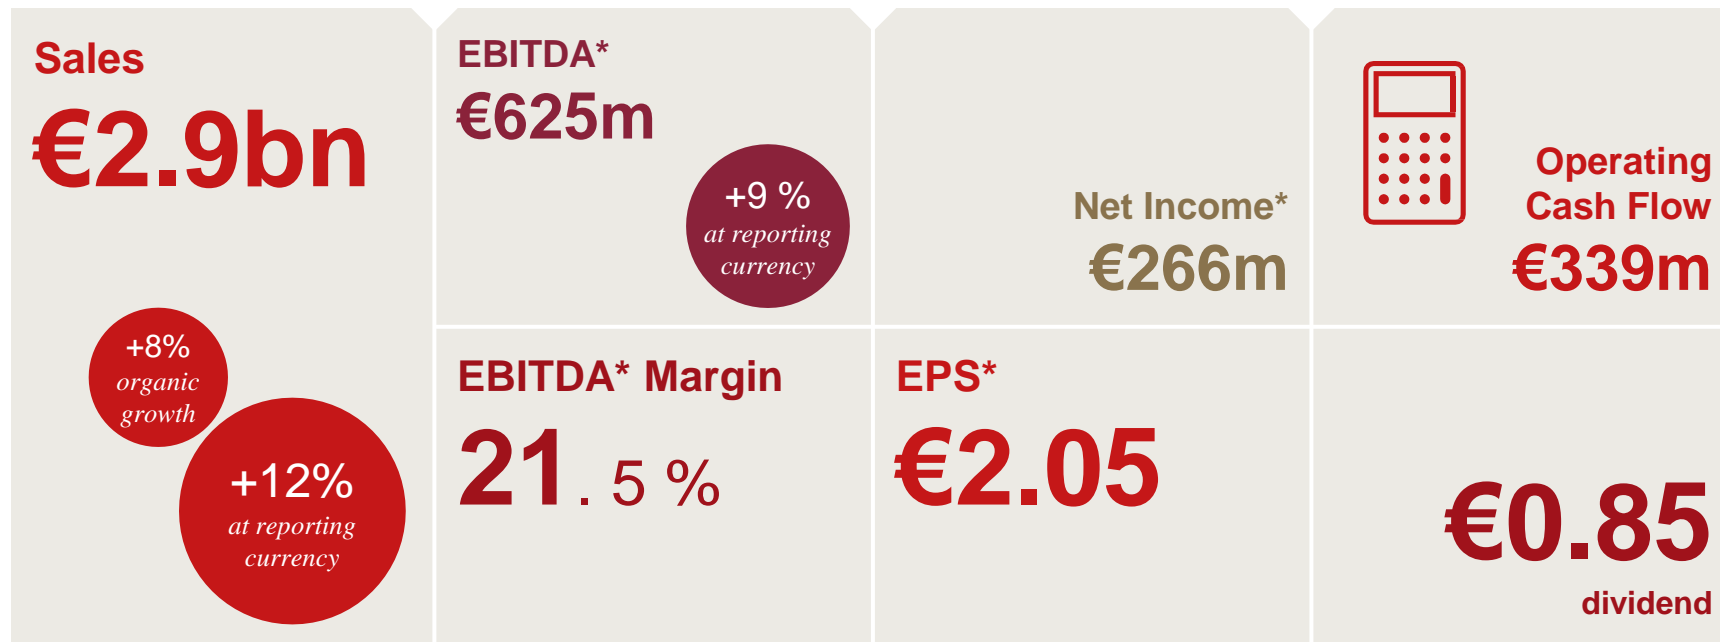 Sales
€2.9bn
+8%
organic
growth
+12%
at reporting
currency
EBITDA*
€625m
+9 %
at reporting
currency
Net Income*
€266m
Operating
Cash Flow
€339m
EBITDA* Margin
21. 5 %
EPS*
€2.05
€0.85
dividend